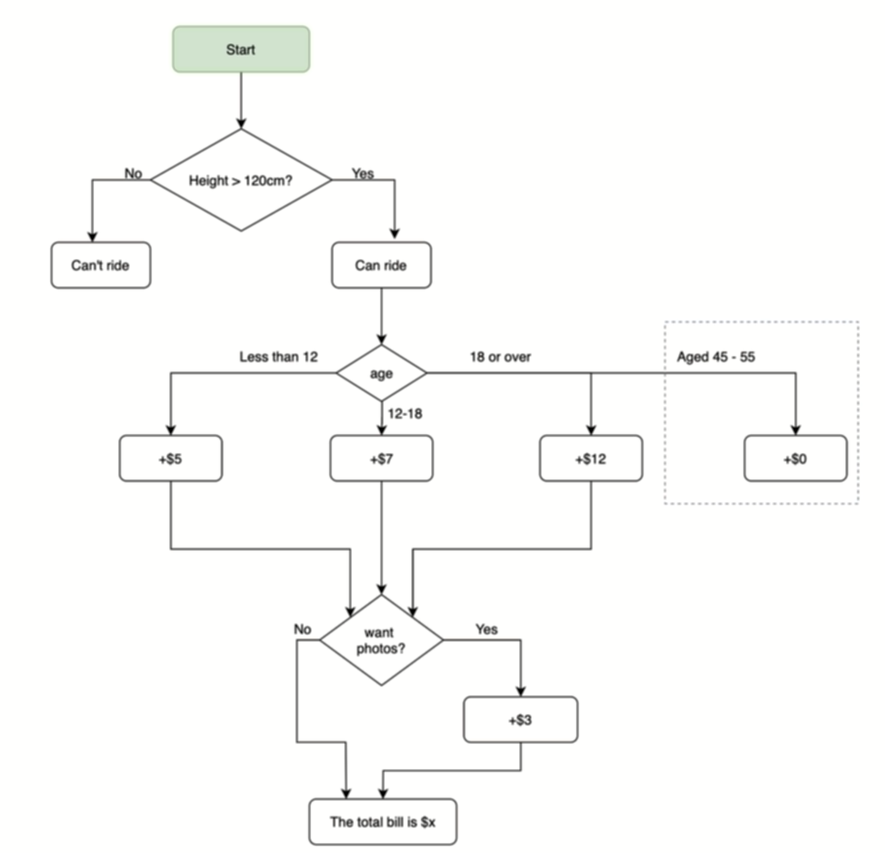 Start
No
Height > 120cm?
Yes
Can't ride
Can ride
Less than 12
age
18 or over
Aged 45 - 55
12-18
+$5
+$7
+$12
+$0
No
want
photos?
Yes
+$3
The total bill is $x